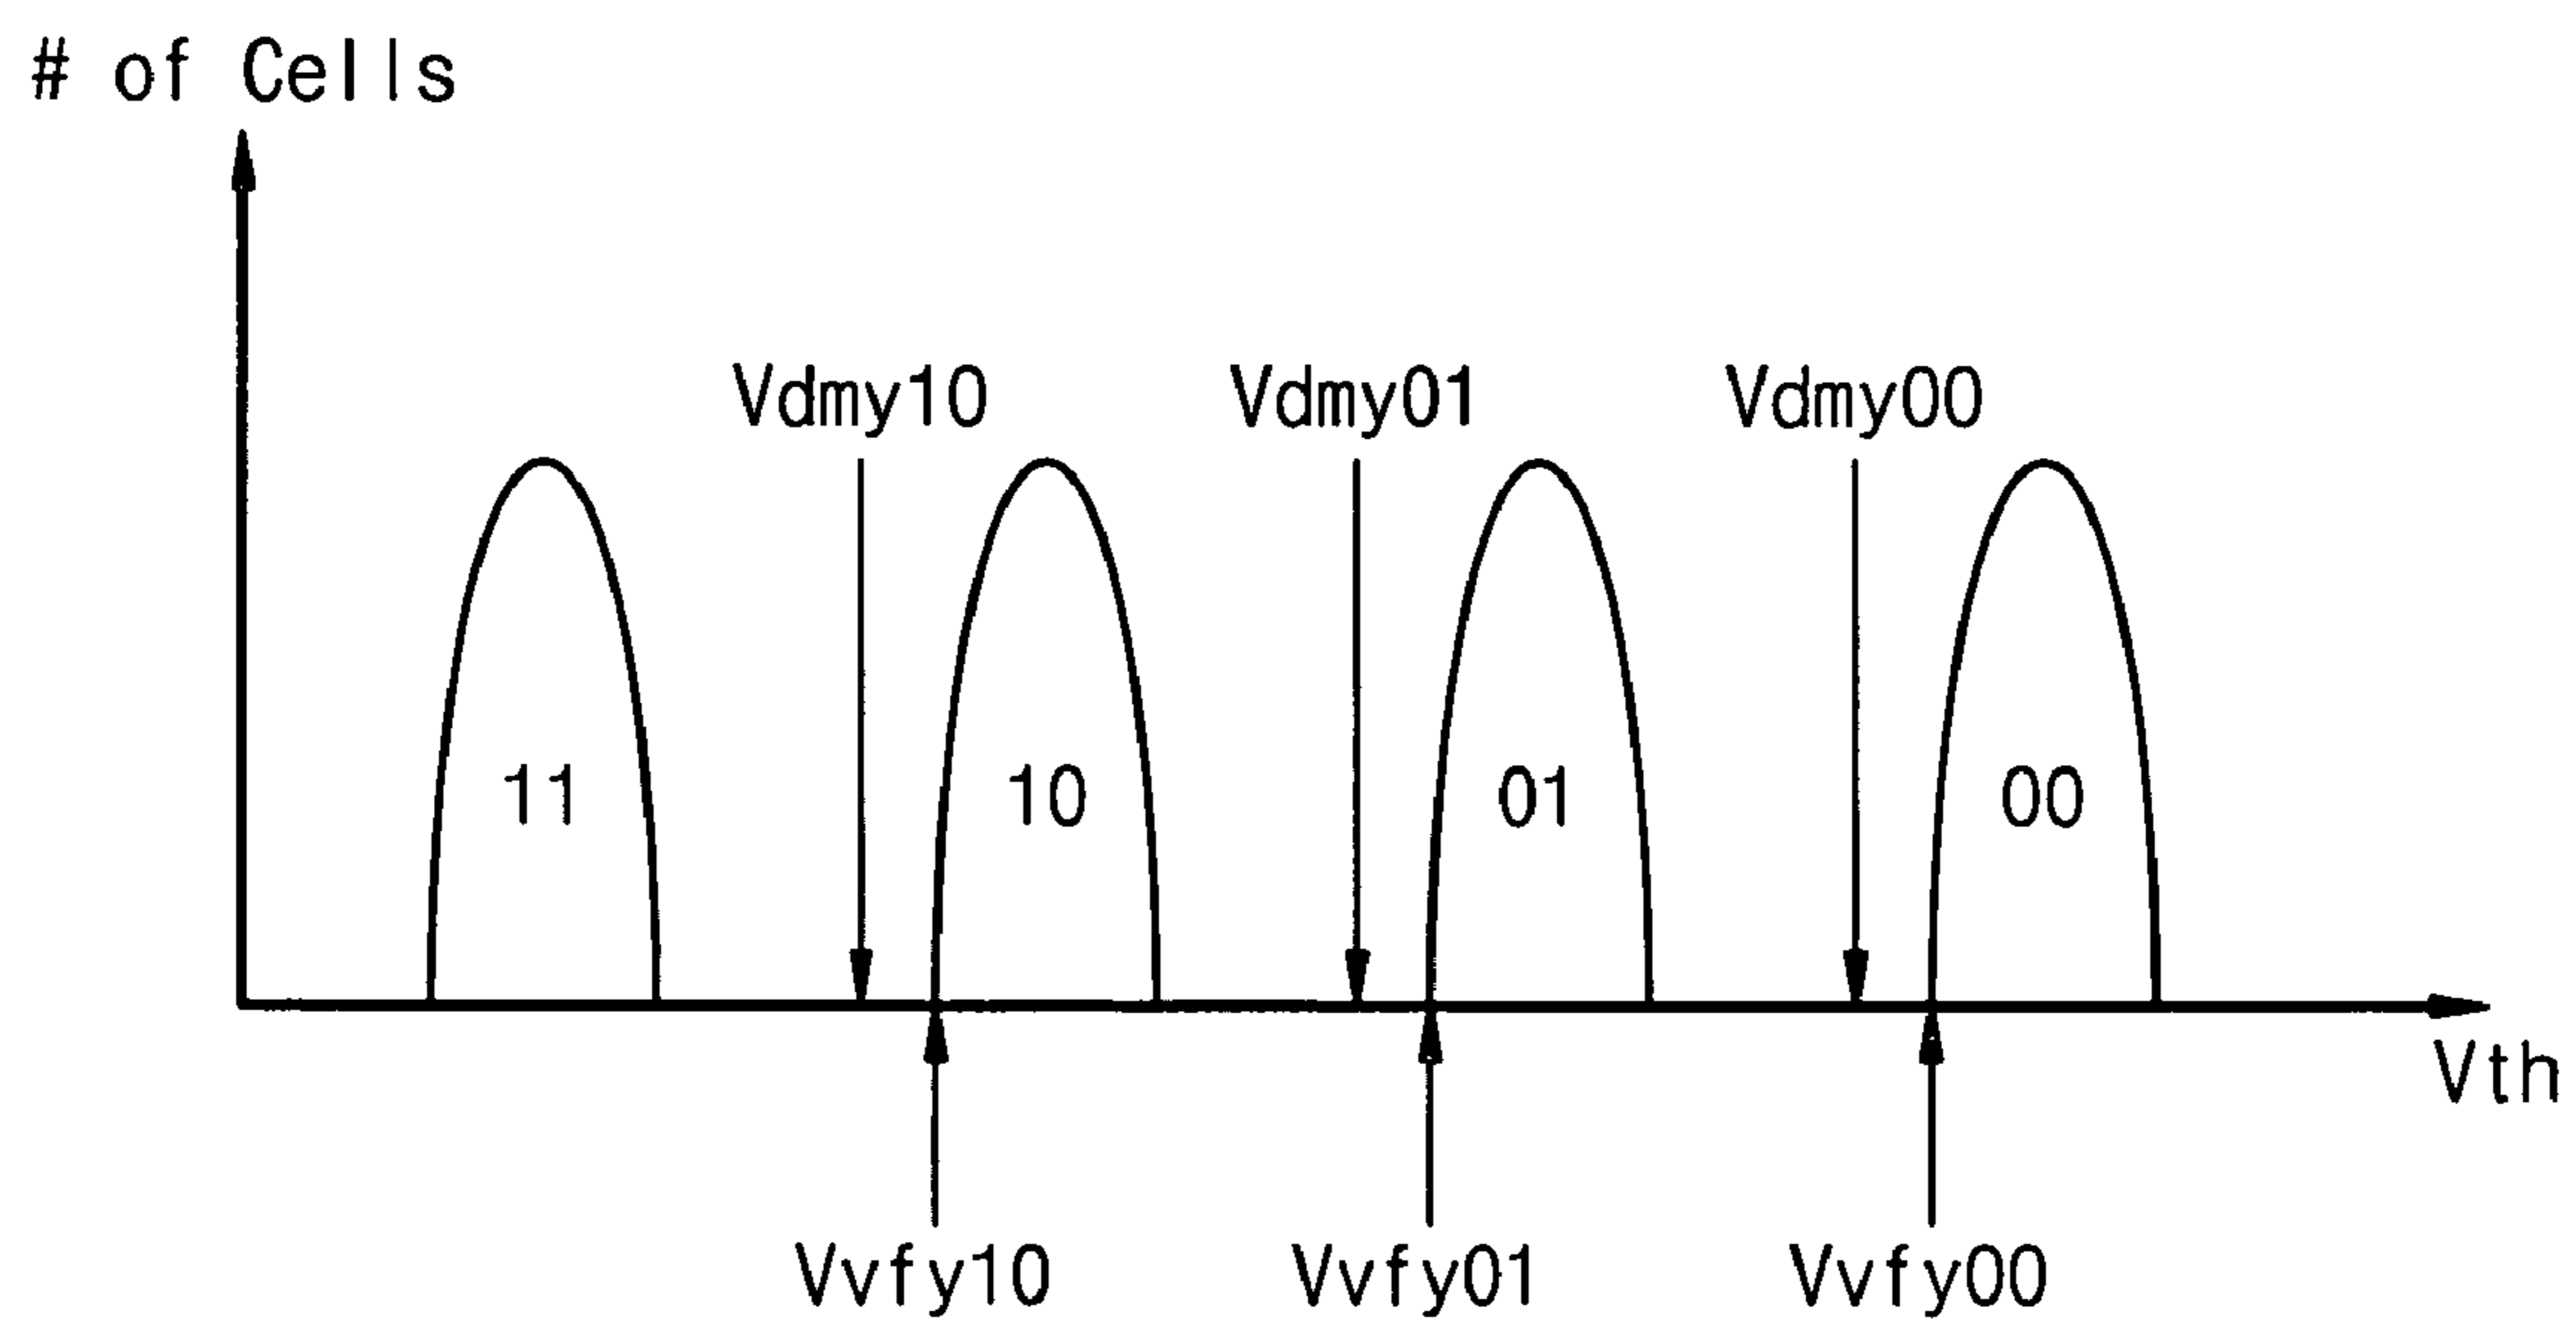 # of Cells
Vdmy10 Vdmy01 Vdmy00
11 10 01 00
Vth
Vvfy10 Vvfy01 Vvfy00